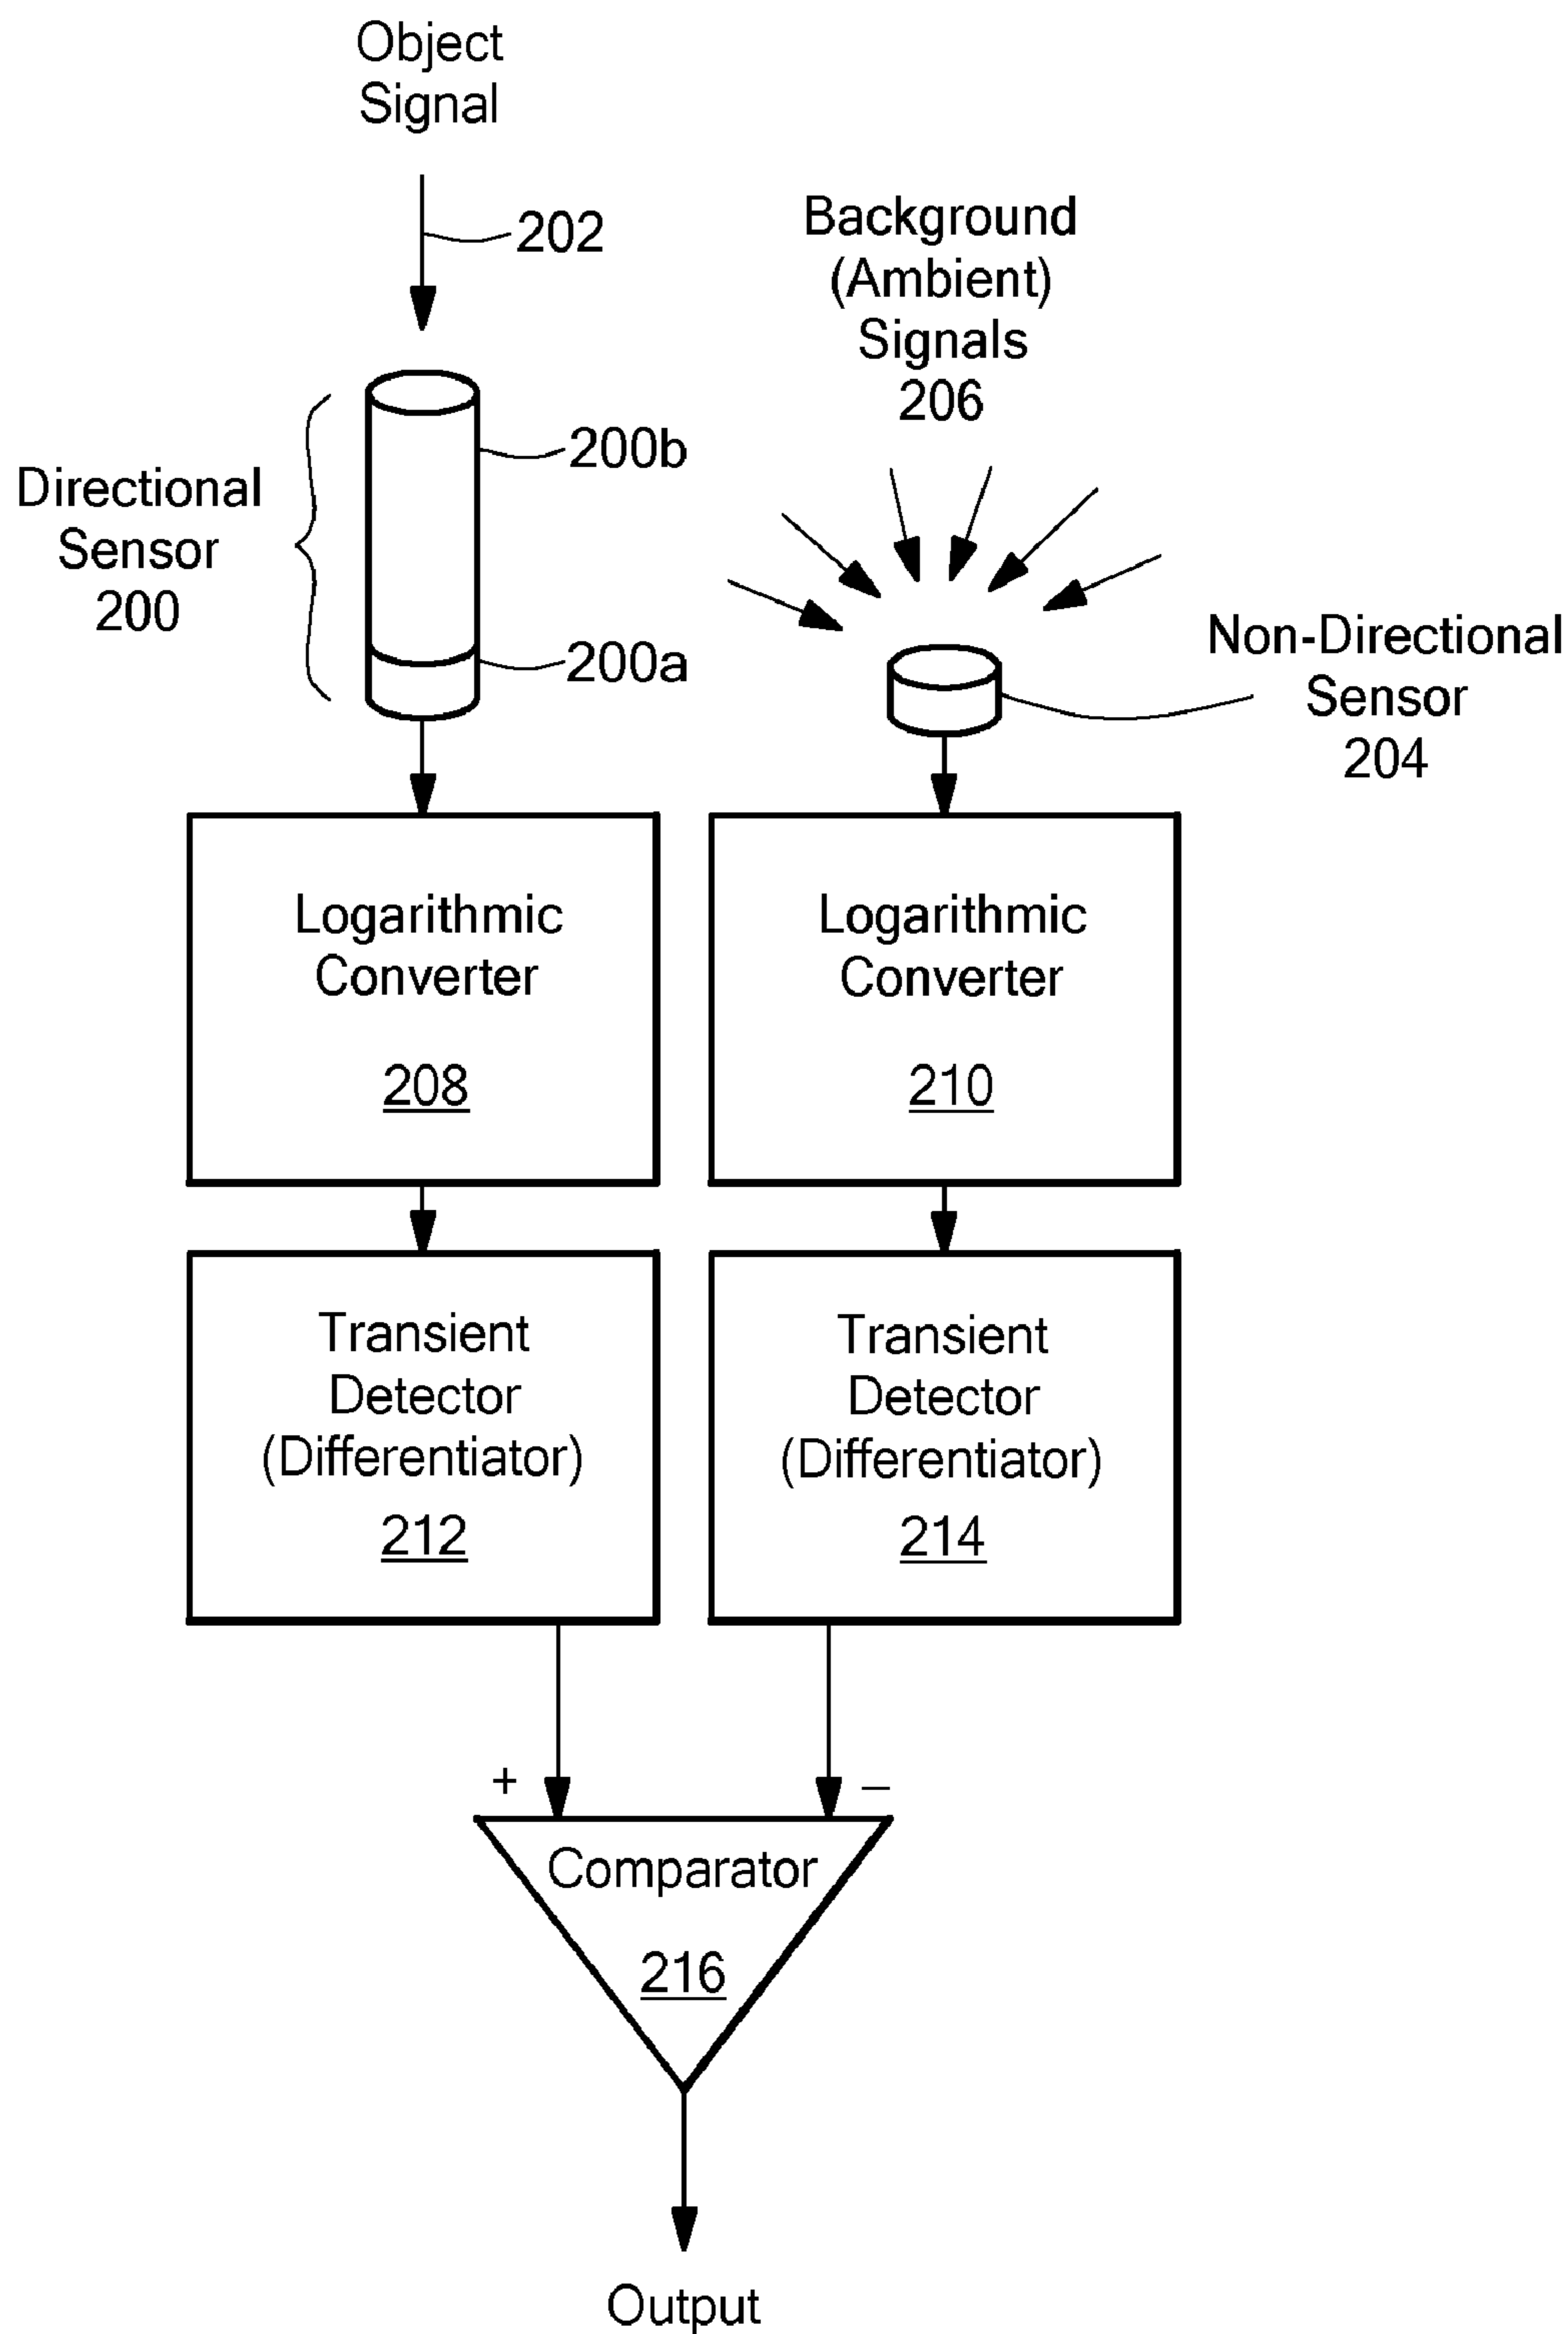 Object
Signal
202
Background
(Ambient)
Signals
206
200b
Directional
Sensor
200
200a
Non-Directional
Sensor
204
Logarithmic
Converter
208
Logarithmic
Converter
210
Transient
Detector
(Differentiator)
212
Transient
Detector
(Differentiator)
214
+
–
Comparator
216
Output